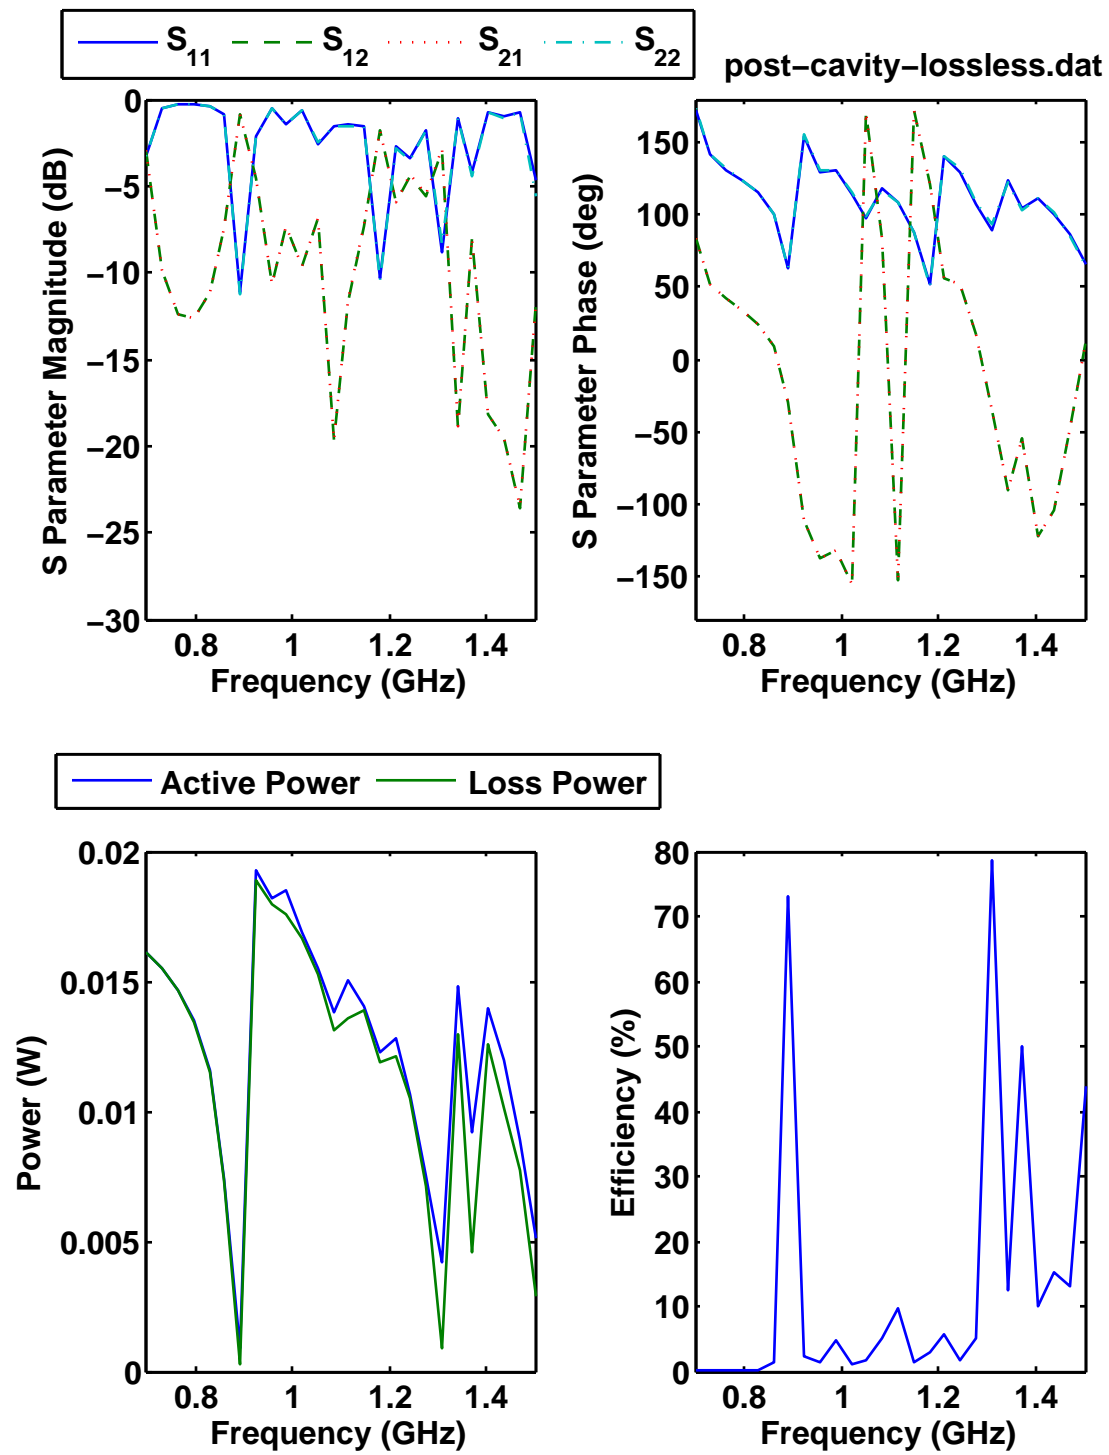 S11 S12 S21 S22
post−cavity−lossless.dat
0
−5
−10
−15
−20
−25
−30
S Parameter Magnitude (dB)
0.8 1 1.2 1.4
Frequency (GHz)
150
100
50
0
−50
−100
−150
S Parameter Phase (deg)
0.8 1 1.2 1.4
Frequency (GHz)
Active Power Loss Power
0.02
0.015
0.01
0.005
0
Power (W)
0.8 1 1.2 1.4
Frequency (GHz)
80
70
60
50
40
30
20
10
0
Efficiency (%)
0.8 1 1.2 1.4
Frequency (GHz)